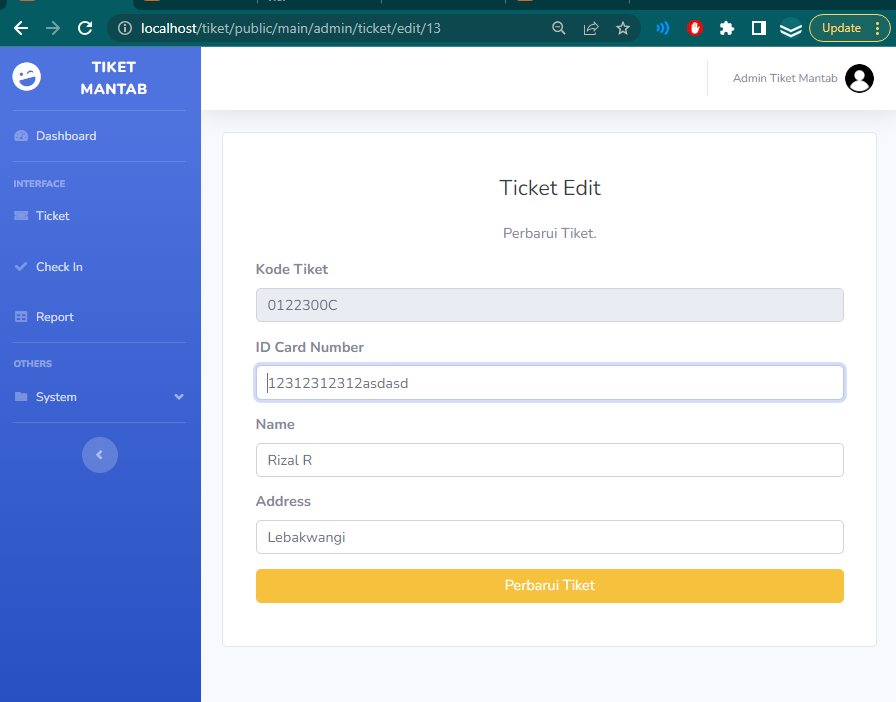 localhost/tiket/public/main/admin/ticket/edit/13
Update
TIKET
MANTAB
Admin Tiket Mantab
Dashboard
INTERFACE
Ticket
Check In
Report
OTHERS
System
Ticket Edit
Perbarui Tiket.
Kode Tiket
0122300C
ID Card Number
12312312312asdasd
Name
Rizal R
Address
Lebakwangi
Perbarui Tiket